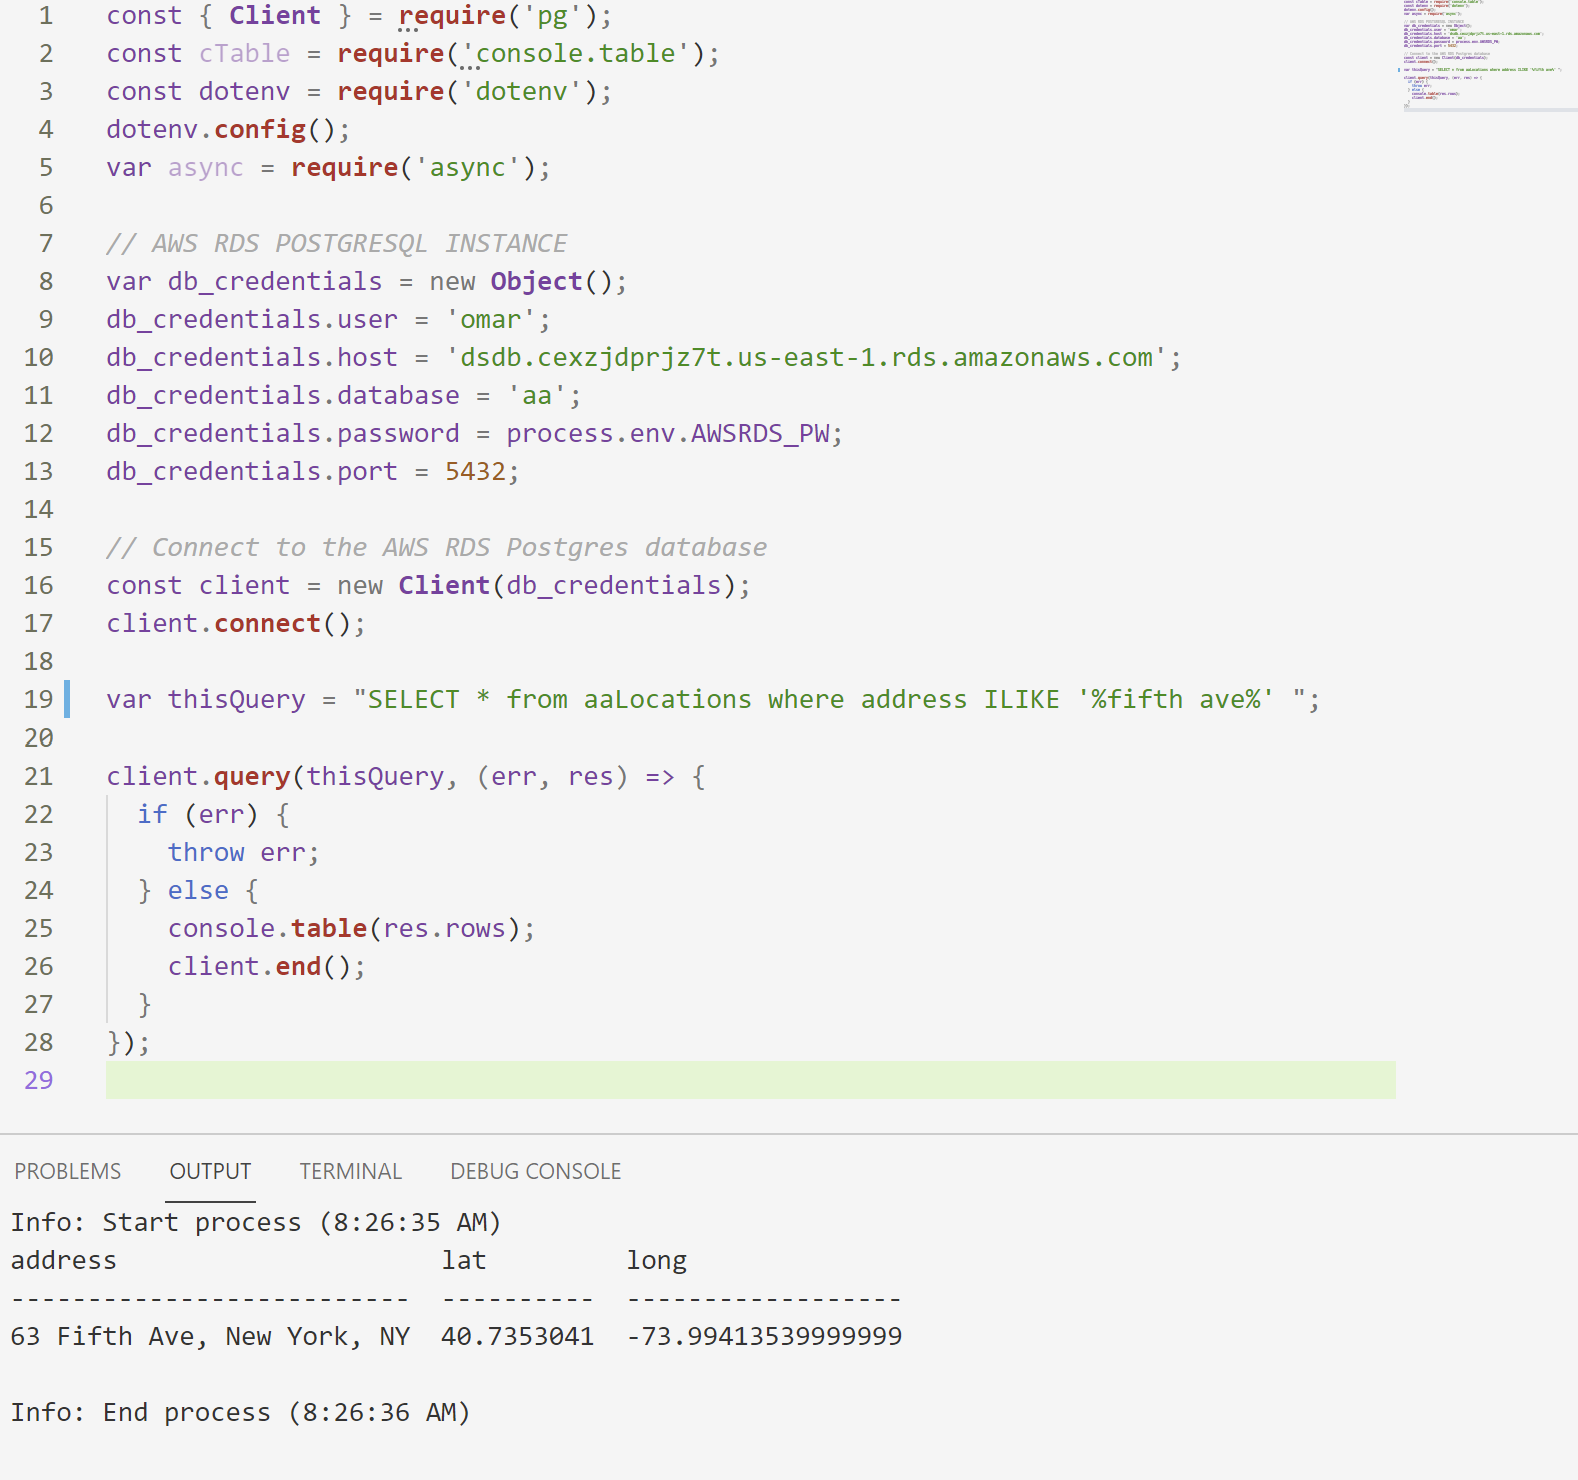 1 const { Client } = require('pg');
2 const cTable = require('console.table');
3 const dotenv = require('dotenv');
4 dotenv.config();
5 var async = require('async');
6
7 // AWS RDS POSTGRESQL INSTANCE
8 var db_credentials = new Object();
9 db_credentials.user = 'omar';
10 db_credentials.host = 'dsdb.cexzjdprjz7t.us-east-1.rds.amazonaws.com';
11 db_credentials.database = 'aa';
12 db_credentials.password = process.env.AWSRDS_PW;
13 db_credentials.port = 5432;
14
15 // Connect to the AWS RDS Postgres database
16 const client = new Client(db_credentials);
17 client.connect();
18
19 var thisQuery = "SELECT * from aaLocations where address ILIKE '%fifth ave%' ";
20
21 client.query(thisQuery, (err, res) => {
22   if (err) {
23     throw err;
24   } else {
25     console.table(res.rows);
26     client.end();
27   }
28 });
29
PROBLEMS OUTPUT TERMINAL DEBUG CONSOLE
Info: Start process (8:26:35 AM)
address                     lat         long
--------------------------  ----------  ------------------
63 Fifth Ave, New York, NY  40.7353041  -73.99413539999999
Info: End process (8:26:36 AM)